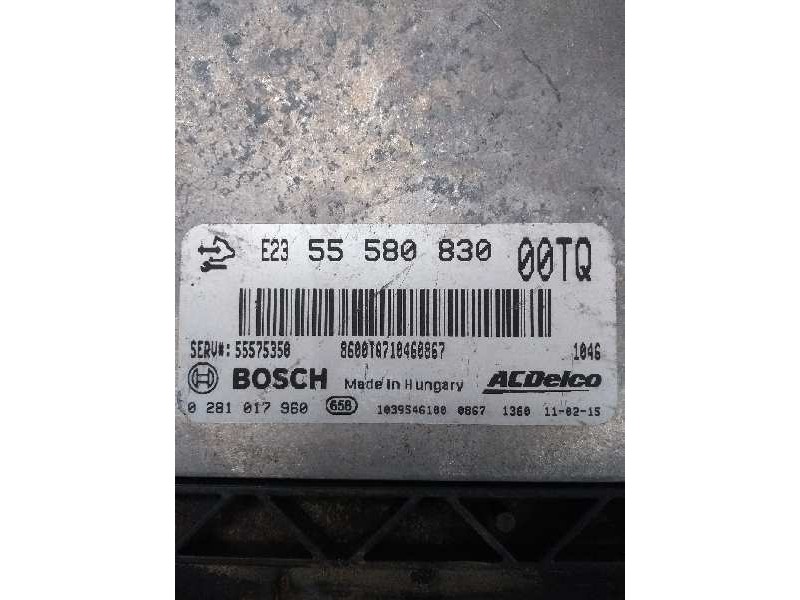 E23 55 580 830 00TQ
SERV#: 55575350 8600TQ710460867 1046
BOSCH Made in Hungary ACDelco
0 281 017 960 658 1039S46100 0867 1360 11-02-15